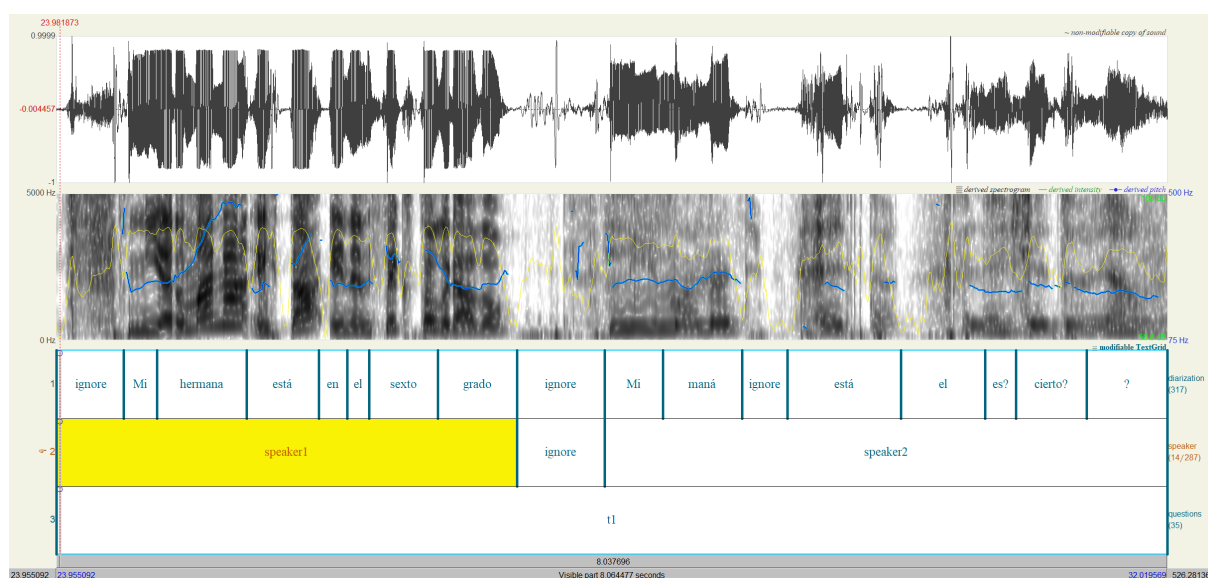 23.981873
0.9999
~ non-modifiable copy of sound
-0.004457
-1
5000 Hz
derived spectrogram derived intensity derived pitch
500 Hz
0 Hz
75 Hz
modifiable TextGrid
1 ignore Mi hermana está en el sexto grado ignore Mi maná ignore está el es? cierto? ? diarization
(317)
2 speaker1 ignore speaker2 speaker
(14/287)
3 t1 questions
(35)
8.037696
23.955092 23.955092 Visible part 8.064477 seconds 32.019569 526.28136